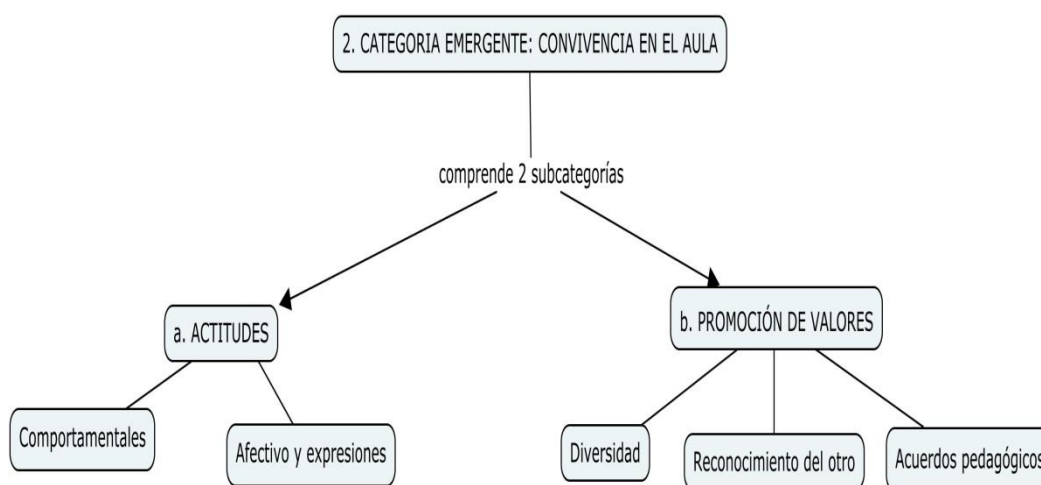 2. CATEGORIA EMERGENTE: CONVIVENCIA EN EL AULA
comprende 2 subcategorías
a. ACTITUDES
b. PROMOCIÓN DE VALORES
Comportamentales
Afectivo y expresiones
Diversidad
Reconocimiento del otro
Acuerdos pedagógicos